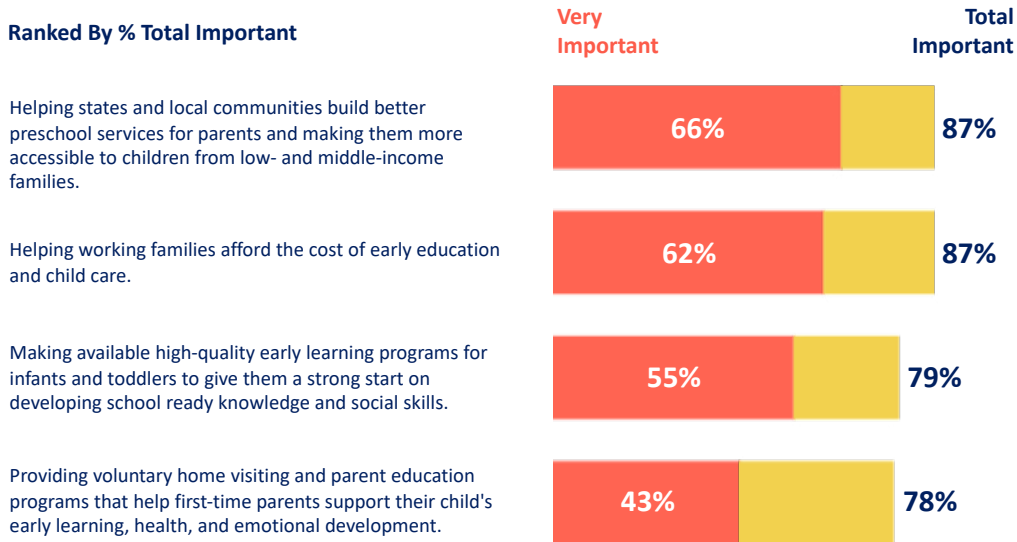 Ranked By % Total Important
Very
Important
Total
Important
Helping states and local communities build better
preschool services for parents and making them more
accessible to children from low- and middle-income
families.
66%
87%
Helping working families afford the cost of early education
and child care.
62%
87%
Making available high-quality early learning programs for
infants and toddlers to give them a strong start on
developing school ready knowledge and social skills.
55%
79%
Providing voluntary home visiting and parent education
programs that help first-time parents support their child's
early learning, health, and emotional development.
43%
78%